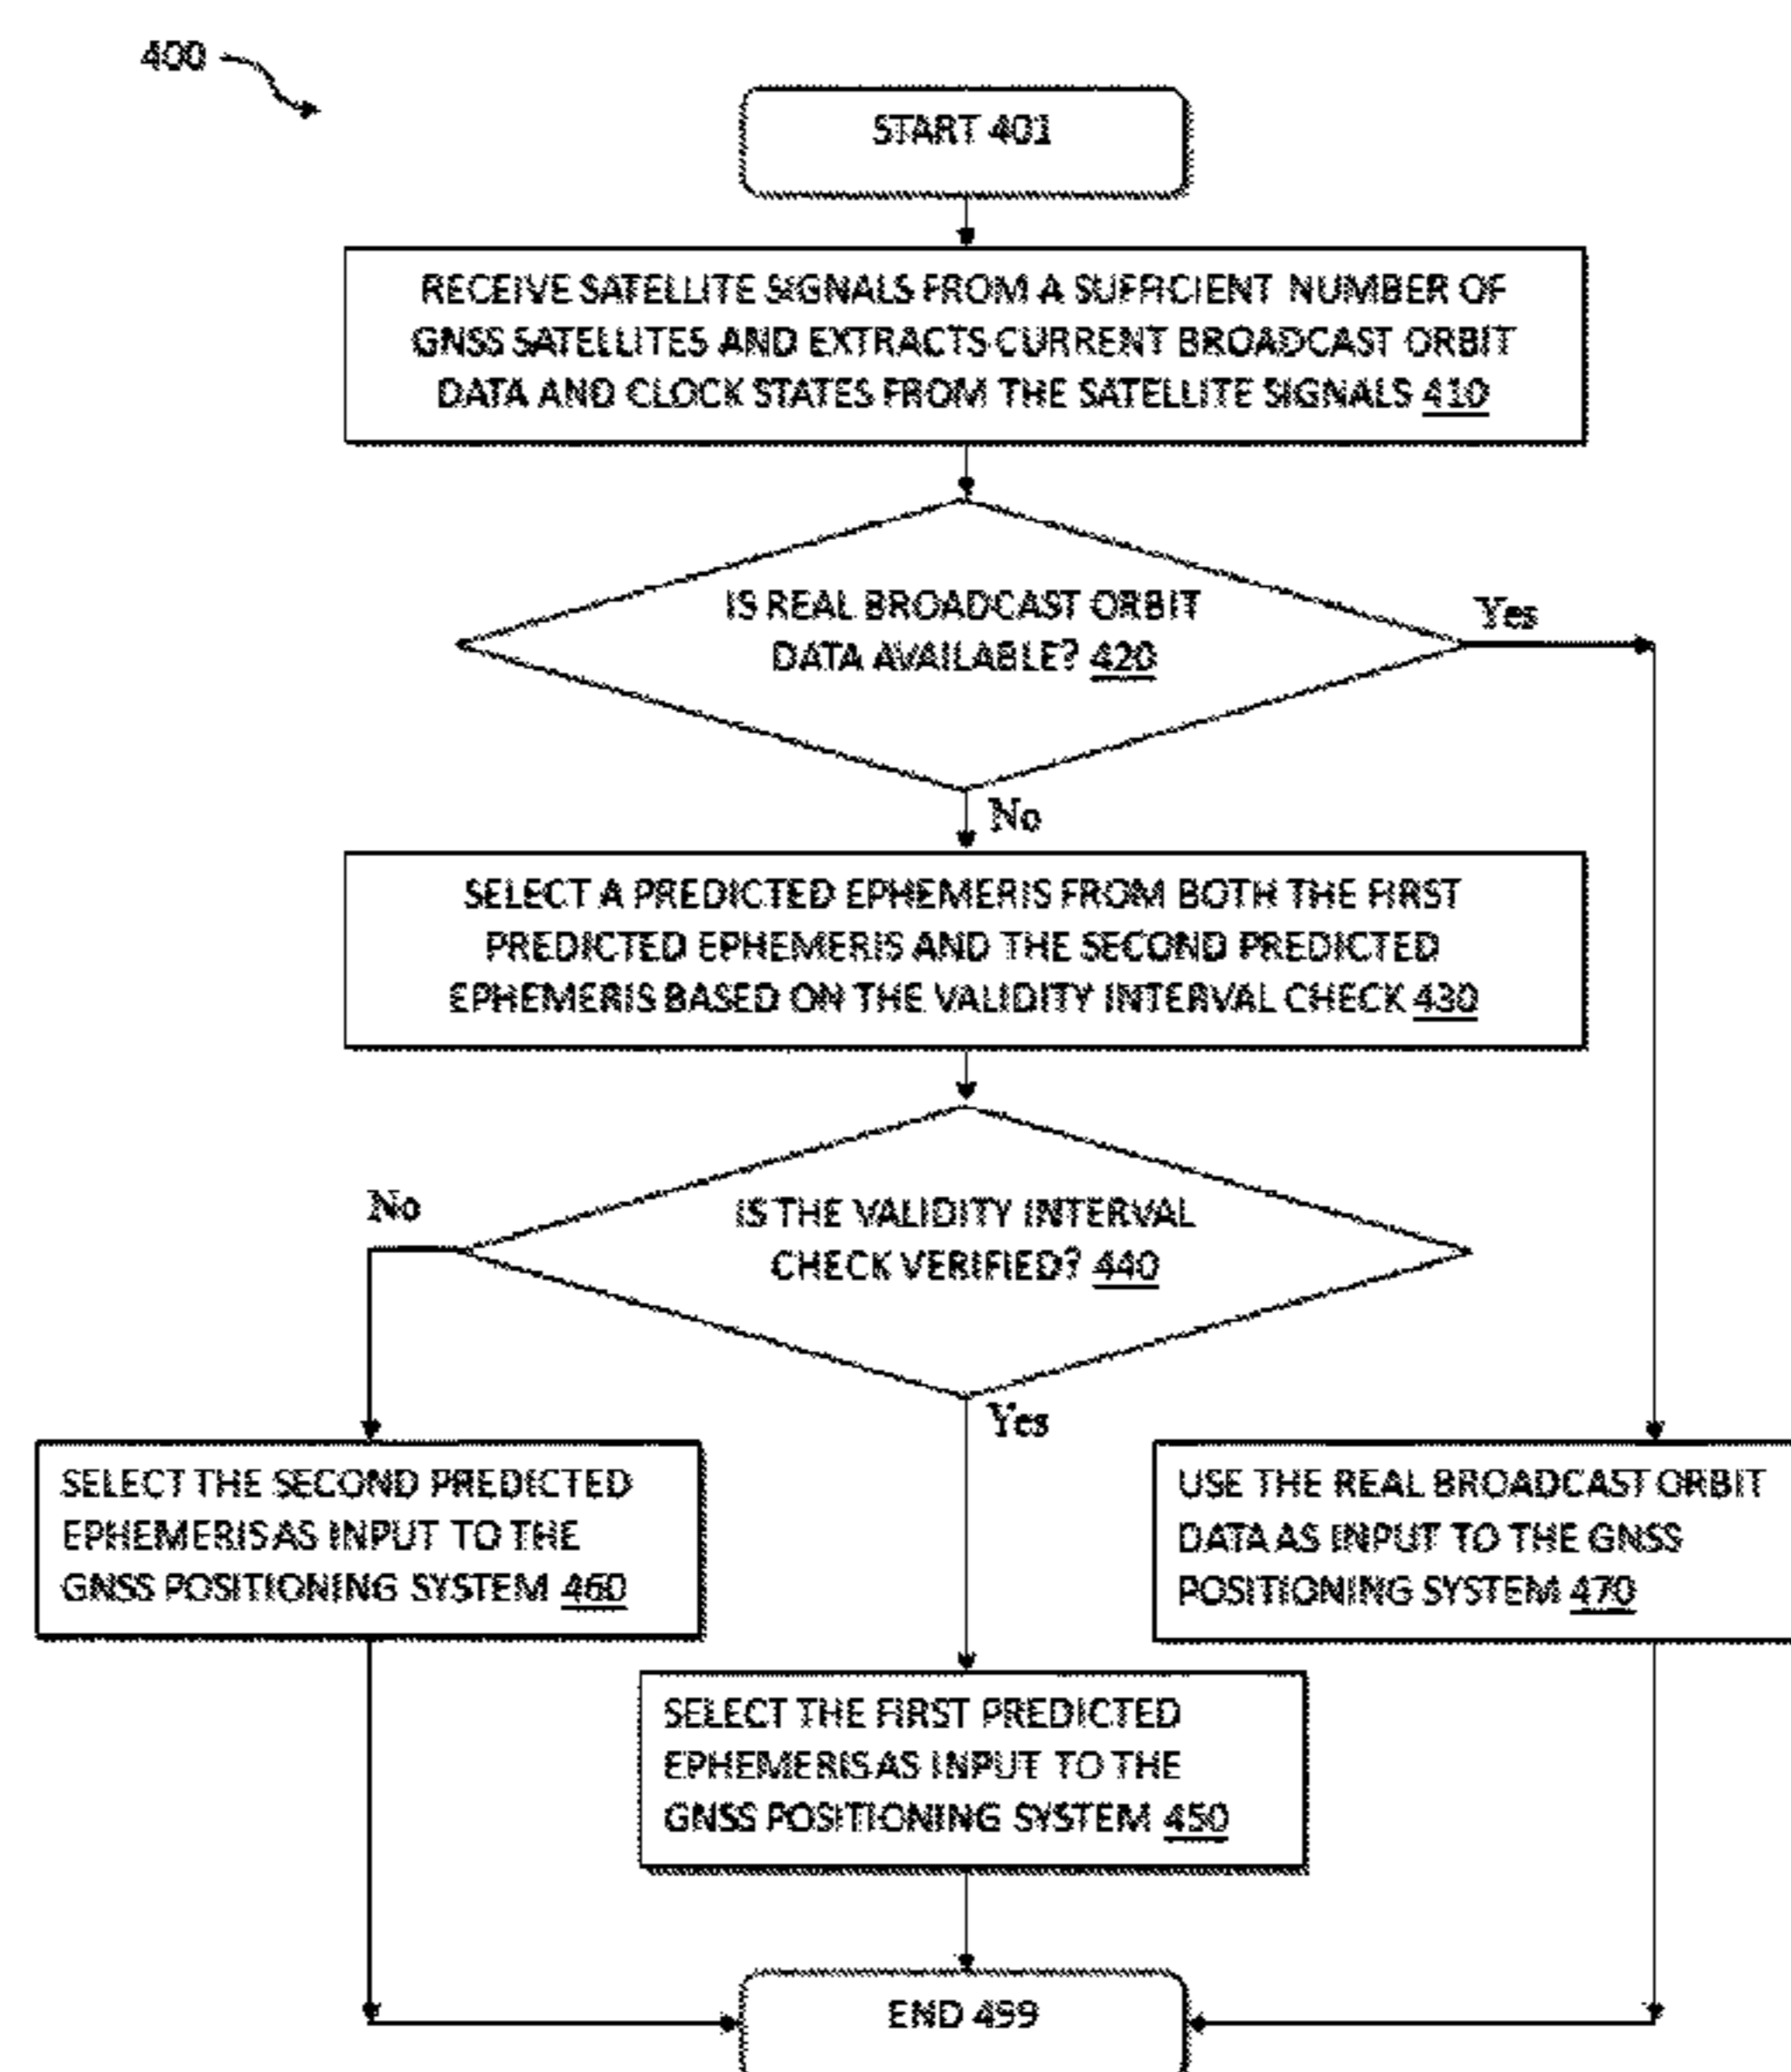 400
START 401
RECEIVE SATELLITE SIGNALS FROM A SUFFICIENT NUMBER OF
GNSS SATELLITES AND EXTRACTS CURRENT BROADCAST ORBIT
DATA AND CLOCK STATES FROM THE SATELLITE SIGNALS 410
IS REAL BROADCAST ORBIT
DATA AVAILABLE? 420
Yes
No
SELECT A PREDICTED EPHEMERIS FROM BOTH THE FIRST
PREDICTED EPHEMERIS AND THE SECOND PREDICTED
EPHEMERIS BASED ON THE VALIDITY INTERVAL CHECK 430
IS THE VALIDITY INTERVAL
CHECK VERIFIED? 440
No
Yes
SELECT THE SECOND PREDICTED
EPHEMERIS AS INPUT TO THE
GNSS POSITIONING SYSTEM 460
USE THE REAL BROADCAST ORBIT
DATA AS INPUT TO THE GNSS
POSITIONING SYSTEM 470
SELECT THE FIRST PREDICTED
EPHEMERIS AS INPUT TO THE
GNSS POSITIONING SYSTEM 450
END 499